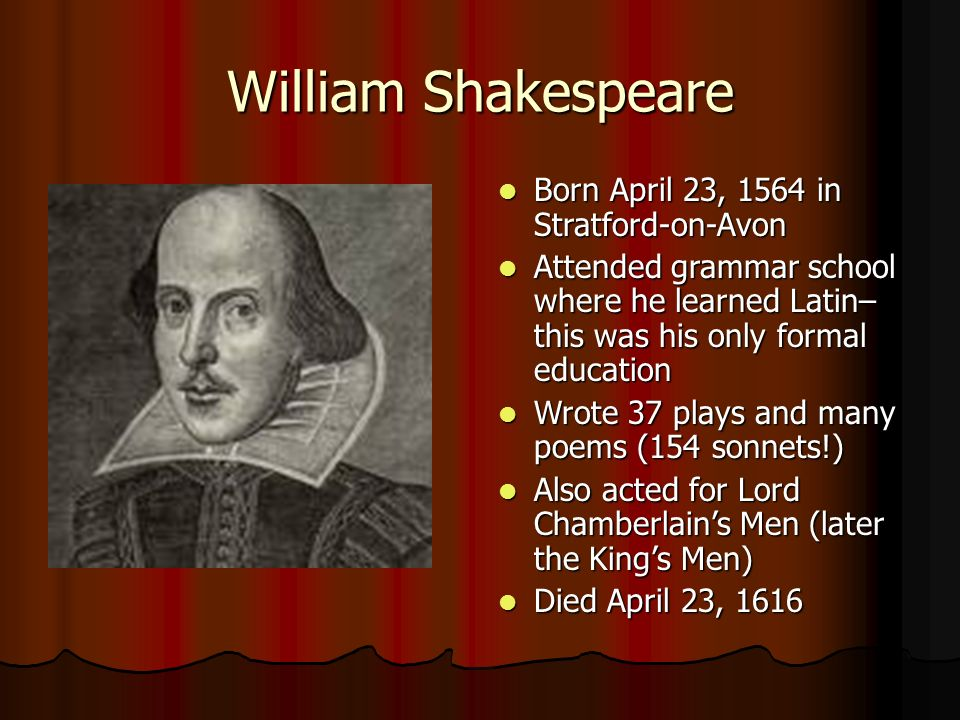 William Shakespeare
Born April 23, 1564 in
Stratford-on-Avon
Attended grammar school
where he learned Latin–
this was his only formal
education
Wrote 37 plays and many
poems (154 sonnets!)
Also acted for Lord
Chamberlain’s Men (later
the King’s Men)
Died April 23, 1616